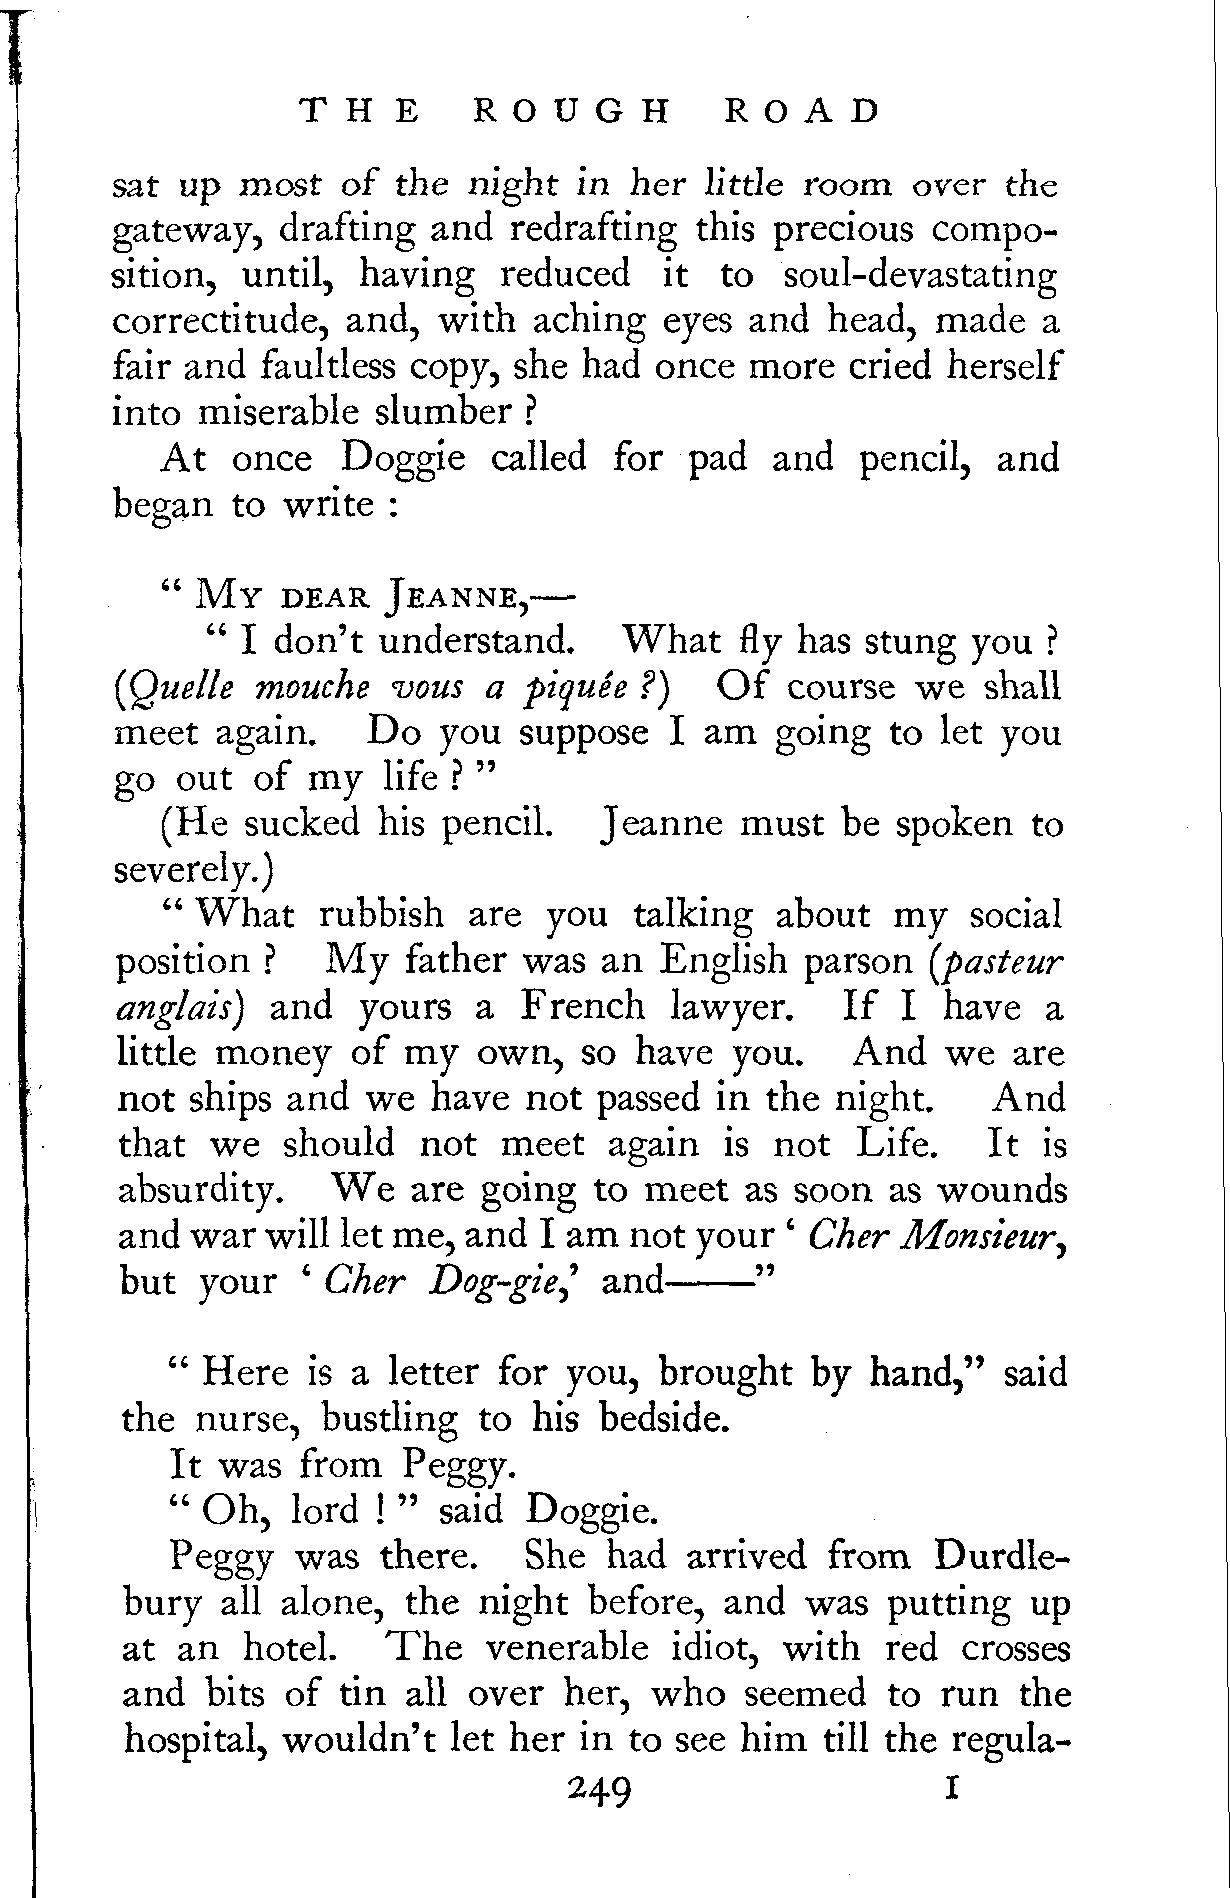 THE ROUGH ROAD
sat up most of the night in her little room over the
gateway, drafting and redrafting this precious compo-
sition, until, having reduced it to soul-devastating
correctitude, and, with aching eyes and head, made a
fair and faultless copy, she had once more cried herself
into miserable slumber ?
At once Doggie called for pad and pencil, and
began to write :
“ MY DEAR JEANNE,—
“ I don’t understand. What fly has stung you ?
(Quelle mouche vous a piquée ?) Of course we shall
meet again. Do you suppose I am going to let you
go out of my life ? ”
(He sucked his pencil. Jeanne must be spoken to
severely.)
“ What rubbish are you talking about my social
position ? My father was an English parson (pasteur
anglais) and yours a French lawyer. If I have a
little money of my own, so have you. And we are
not ships and we have not passed in the night. And
that we should not meet again is not Life. It is
absurdity. We are going to meet as soon as wounds
and war will let me, and I am not your ‘ Cher Monsieur,
but your ‘ Cher Dog-gie,’ and——”
“ Here is a letter for you, brought by hand,” said
the nurse, bustling to his bedside.
It was from Peggy.
“ Oh, lord ! ” said Doggie.
Peggy was there. She had arrived from Durdle-
bury all alone, the night before, and was putting up
at an hotel. The venerable idiot, with red crosses
and bits of tin all over her, who seemed to run the
hospital, wouldn’t let her in to see him till the regula-
249 I